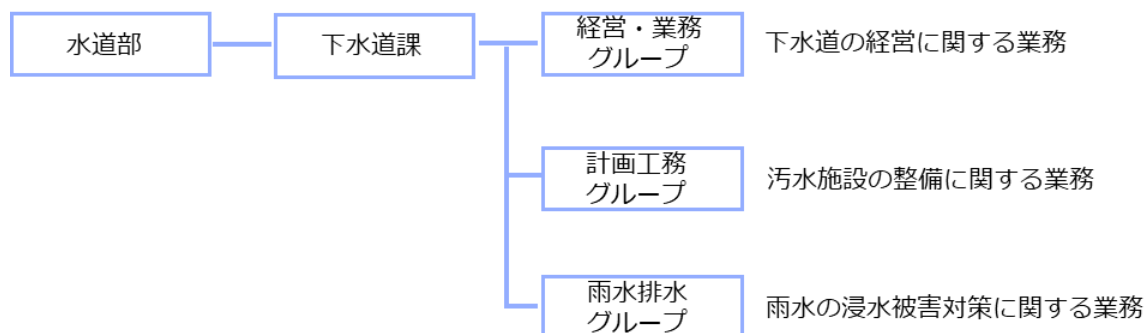 水道部
下水道課
経営・業務
グループ
下水道の経営に関する業務
計画工務
グループ
汚水施設の整備に関する業務
雨水排水
グループ
雨水の浸水被害対策に関する業務